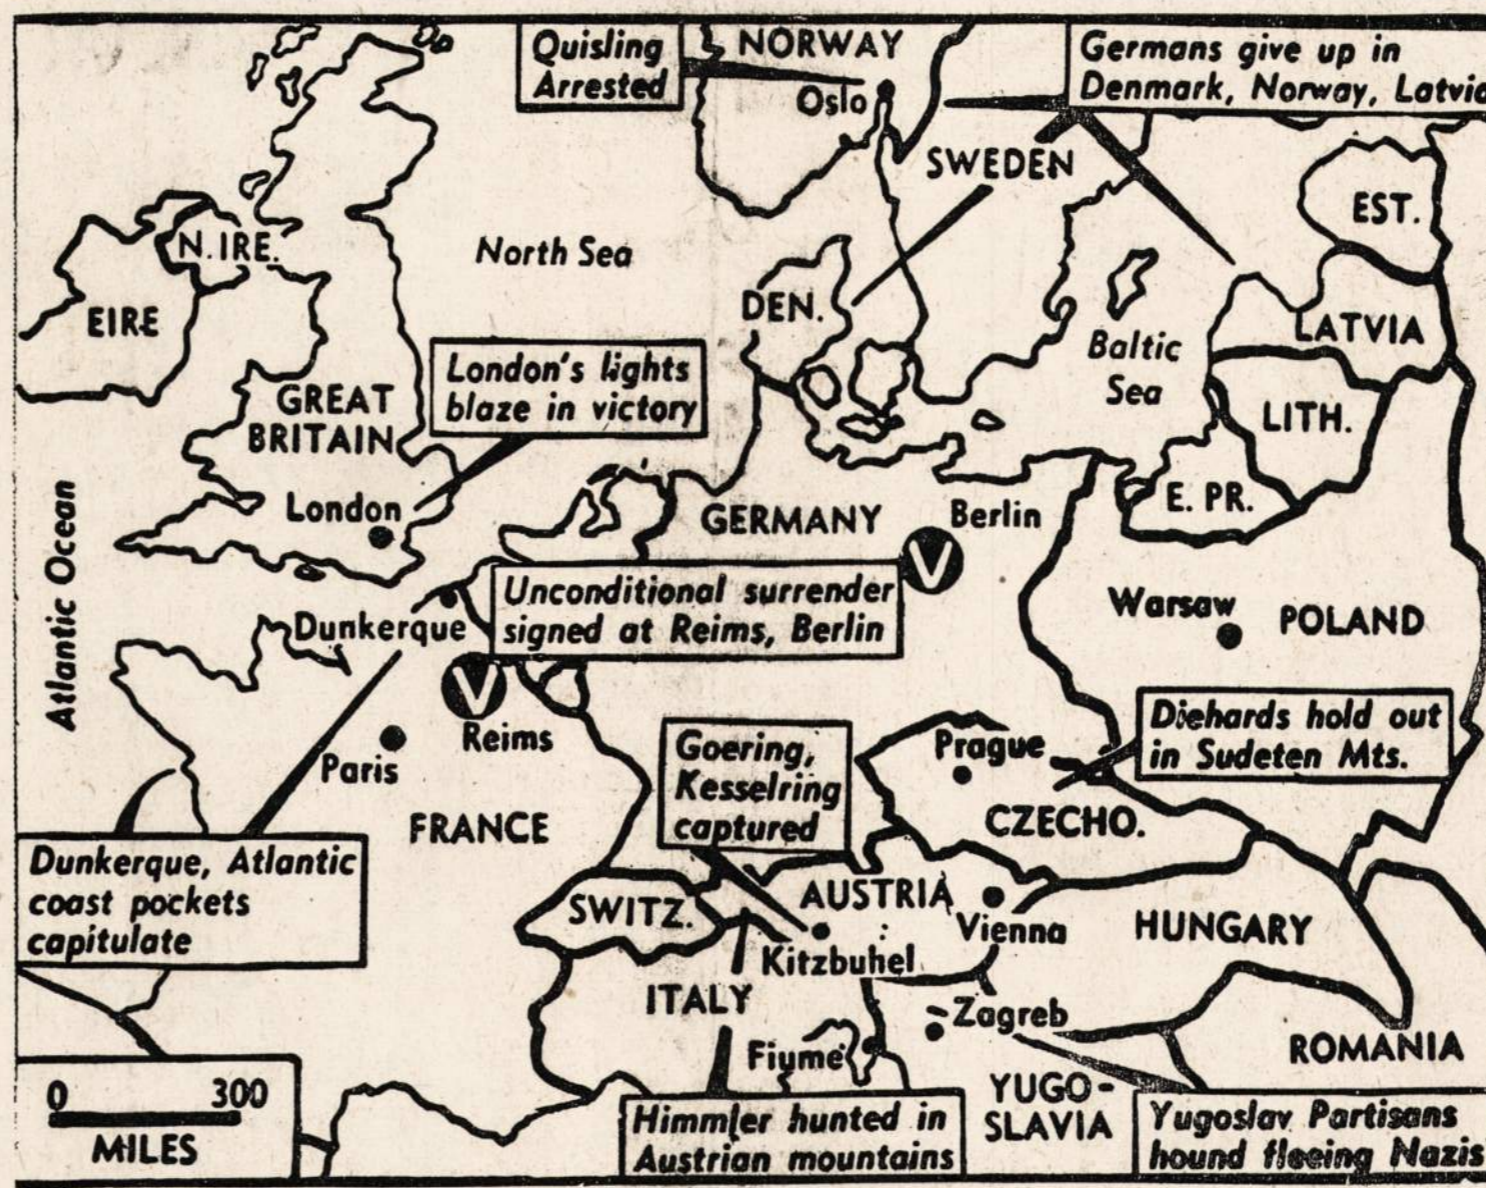 Quisling
Arrested
NORWAY
Oslo
Germans give up in
Denmark, Norway, Latvia
SWEDEN
EST.
N. IRE.
North Sea
EIRE
DEN.
LATVIA
Baltic
Sea
London's lights
blaze in victory
GREAT
BRITAIN
LITH.
London
GERMANY
Berlin
E. PR.
Atlantic Ocean
V
Unconditional surrender
signed at Reims, Berlin
Dunkerque
Warsaw
POLAND
V
Reims
Paris
Goering,
Kesselring
captured
Prague
Diehards hold out
in Sudeten Mts.
FRANCE
CZECHO.
Dunkerque, Atlantic
coast pockets
capitulate
SWITZ.
AUSTRIA
Vienna
HUNGARY
Kitzbuhel
ITALY
Zagreb
Fiume
ROMANIA
0 300
MILES
YUGO-
SLAVIA
Himmler hunted in
Austrian mountains
Yugoslav Partisans
hound fleeing Nazis